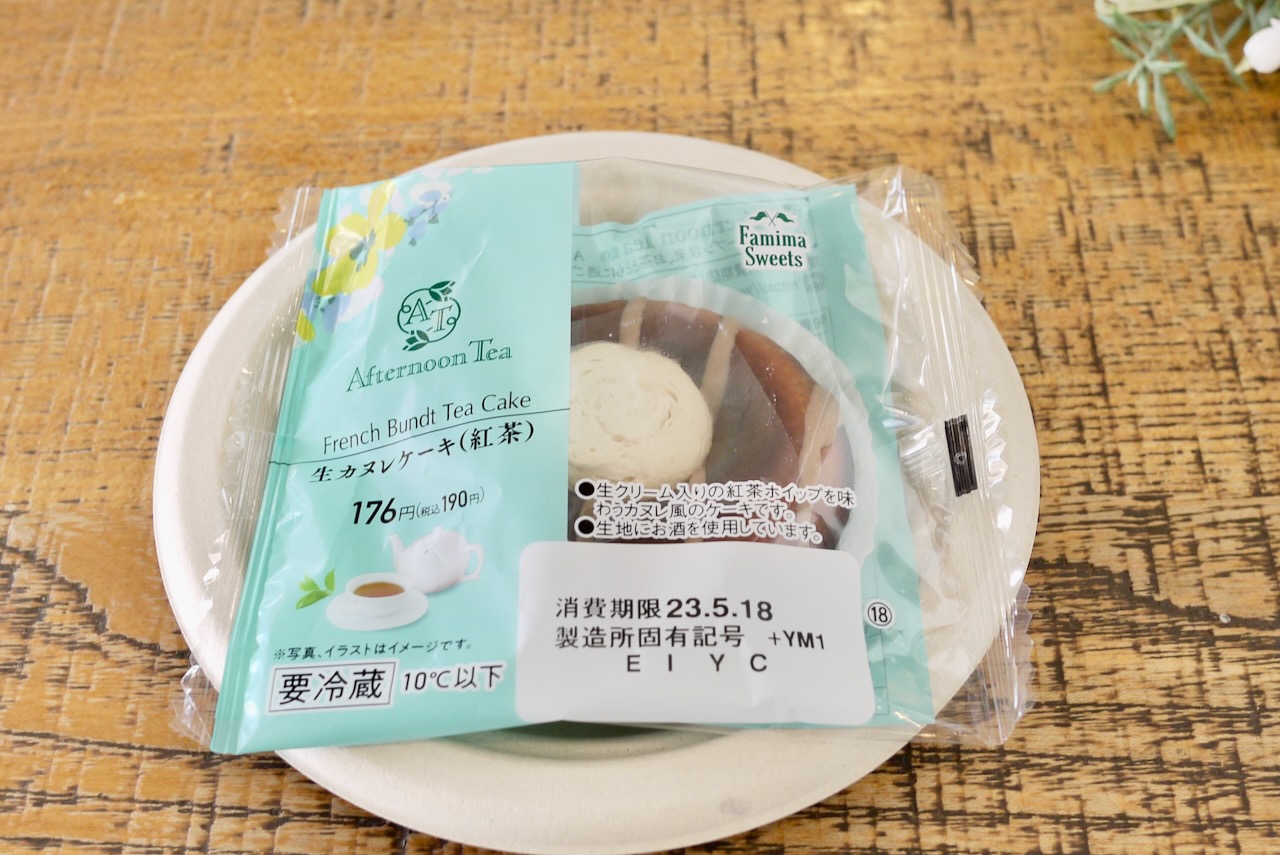 AT
Afternoon Tea
French Bundt Tea Cake
生カヌレケーキ(紅茶)
176円(税込190円)
※写真、イラストはイメージです。
要冷蔵 10℃以下
Famima
Sweets
●生クリーム入りの紅茶ホイップを味
わうカヌレ風のケーキです。
●生地にお酒を使用しています。
消費期限 23.5.18
製造所固有記号 +YM1
E I Y C
⑱